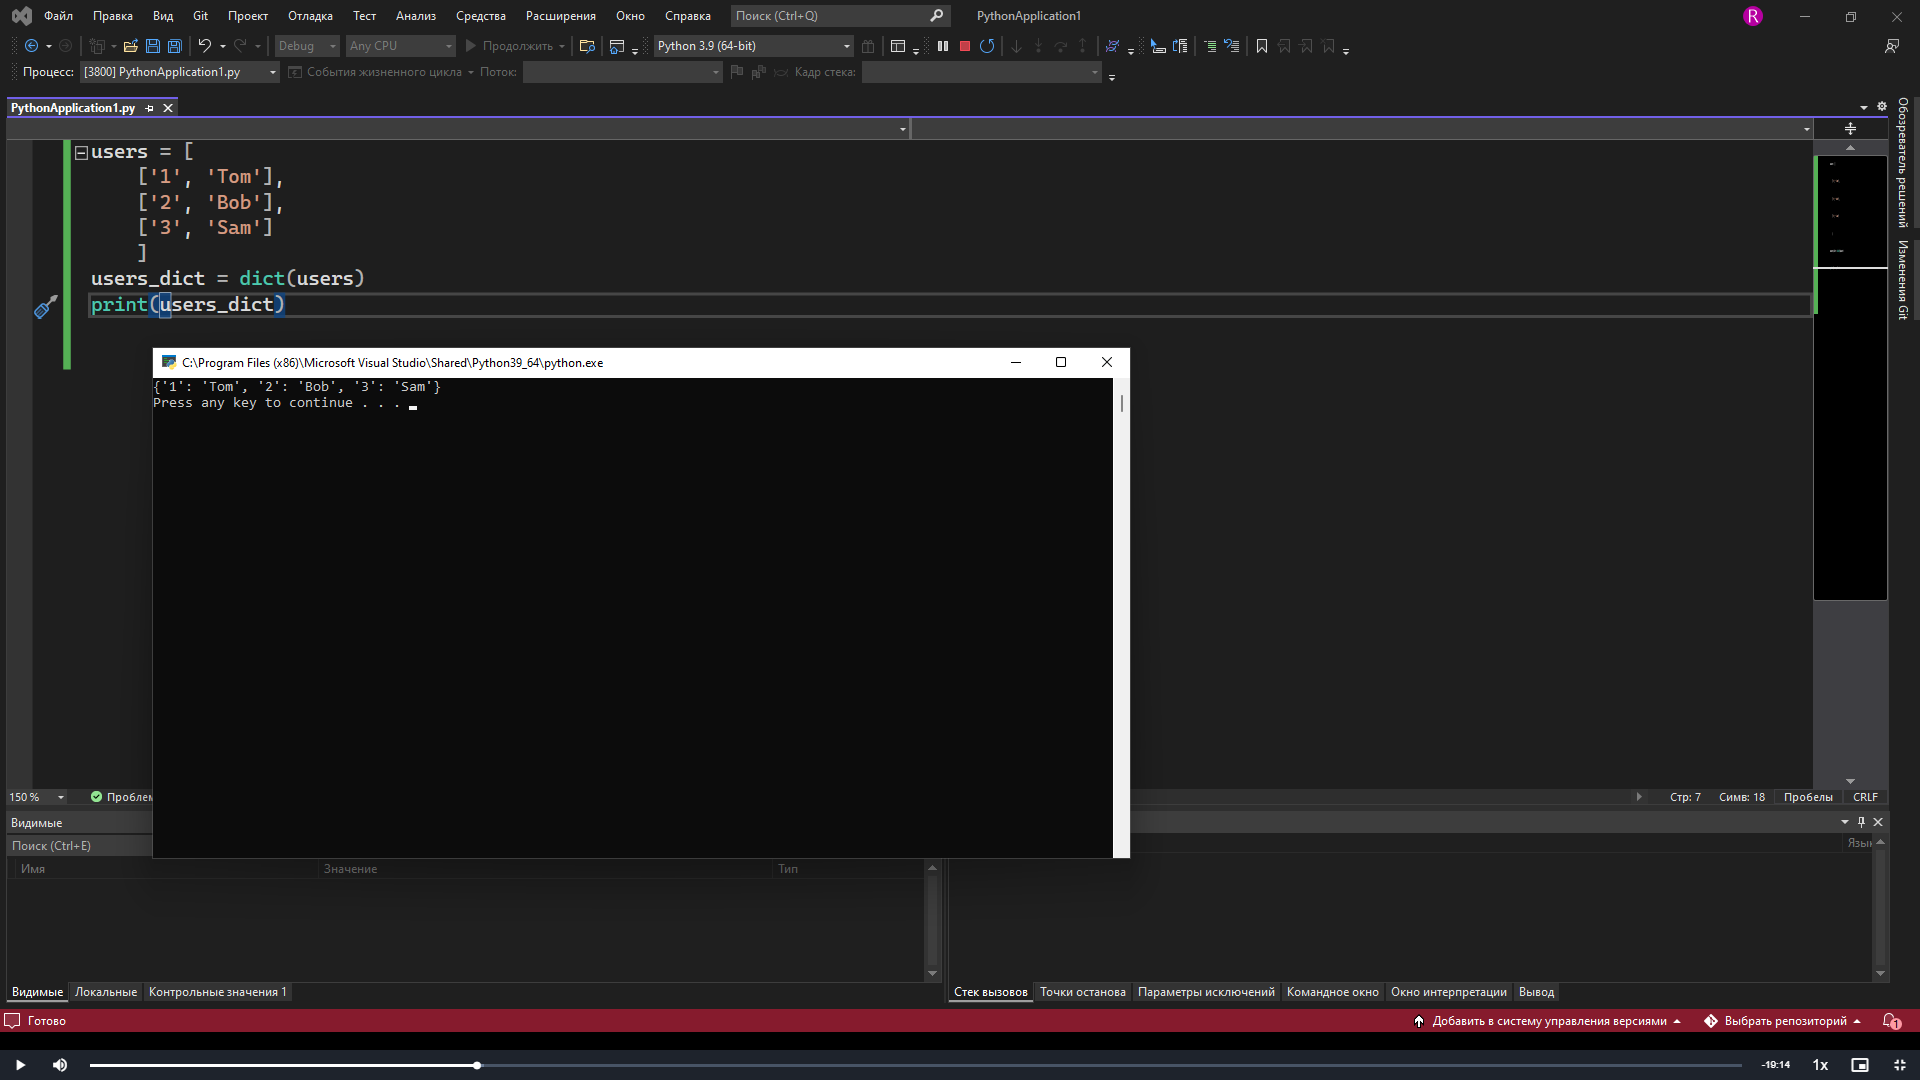 Файл Правка Вид Git Проект Отладка Тест Анализ Средства Расширения Окно Справка Поиск (Ctrl+Q) PythonApplication1 R
Debug Any CPU Продолжить Python 3.9 (64-bit)
Процесс: [3800] PythonApplication1.py События жизненного цикла Поток: Кадр стека:
PythonApplication1.py
users = [
['1', 'Tom'],
['2', 'Bob'],
['3', 'Sam']
]
users_dict = dict(users)
print(users_dict)
C:\Program Files (x86)\Microsoft Visual Studio\Shared\Python39_64\python.exe
{'1': 'Tom', '2': 'Bob', '3': 'Sam'}
Press any key to continue . . .
Обозреватель решений
Изменения Git
150 % Стр: 7 Симв: 18 Пробелы CRLF
Видимые
Поиск (Ctrl+E)
Имя Значение Тип
Видимые Локальные Контрольные значения 1
Стек вызовов Точки останова Параметры исключений Командное окно Окно интерпретации Вывод
Готово Добавить в систему управления версиями Выбрать репозиторий 1
-19:14 1x